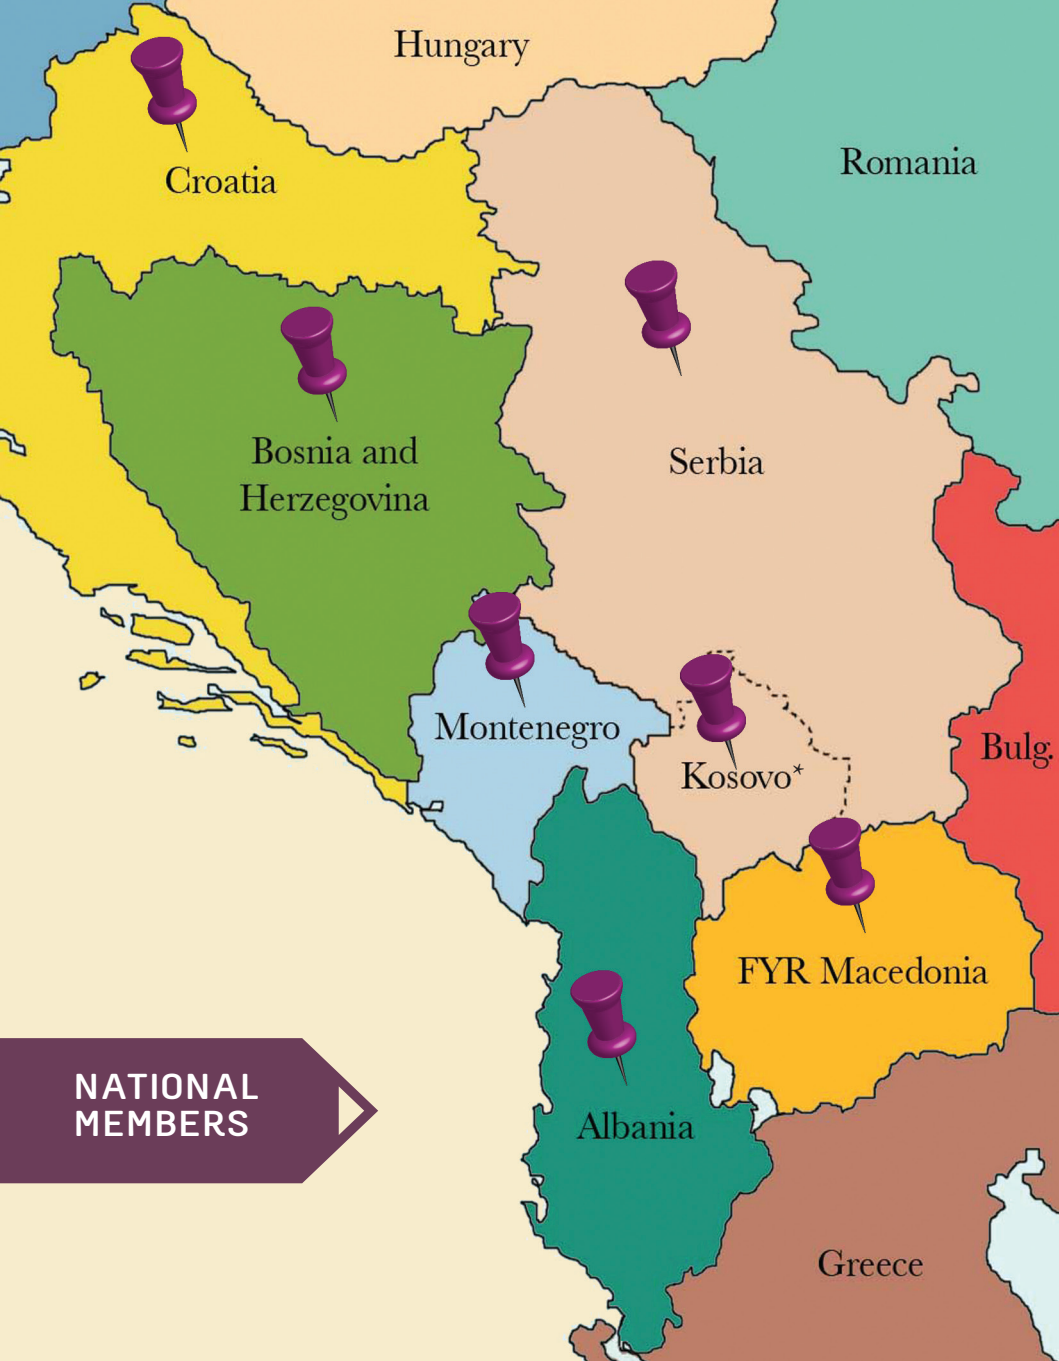 Hungary
Romania
Croatia
Bosnia and
Herzegovina
Serbia
Montenegro
Bulg.
Kosovo*
FYR Macedonia
NATIONAL
MEMBERS
Albania
Greece